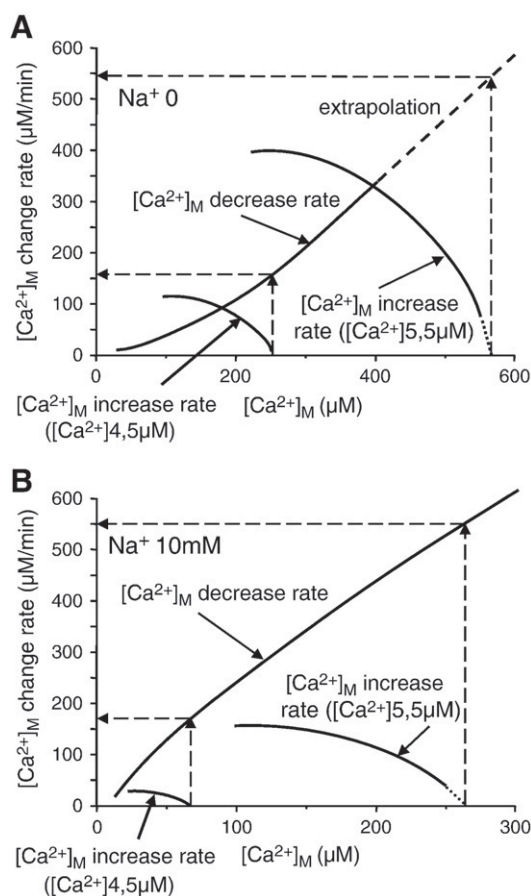 A
600
500
400
300
200
100
0
[Ca²⁺]M change rate (µM/min)
Na⁺ 0
extrapolation
[Ca²⁺]M decrease rate
[Ca²⁺]M increase
rate ([Ca²⁺]5,5µM)
0
200
400
600
[Ca²⁺]M increase rate
([Ca²⁺]4,5µM)
[Ca²⁺]M (µM)
B
600
500
400
300
200
100
0
[Ca²⁺]M change rate (µM/min)
Na⁺ 10mM
[Ca²⁺]M decrease rate
[Ca²⁺]M increase
rate ([Ca²⁺]5,5µM)
0
100
200
300
[Ca²⁺]M increase rate
([Ca²⁺]4,5µM)
[Ca²⁺]M (µM)